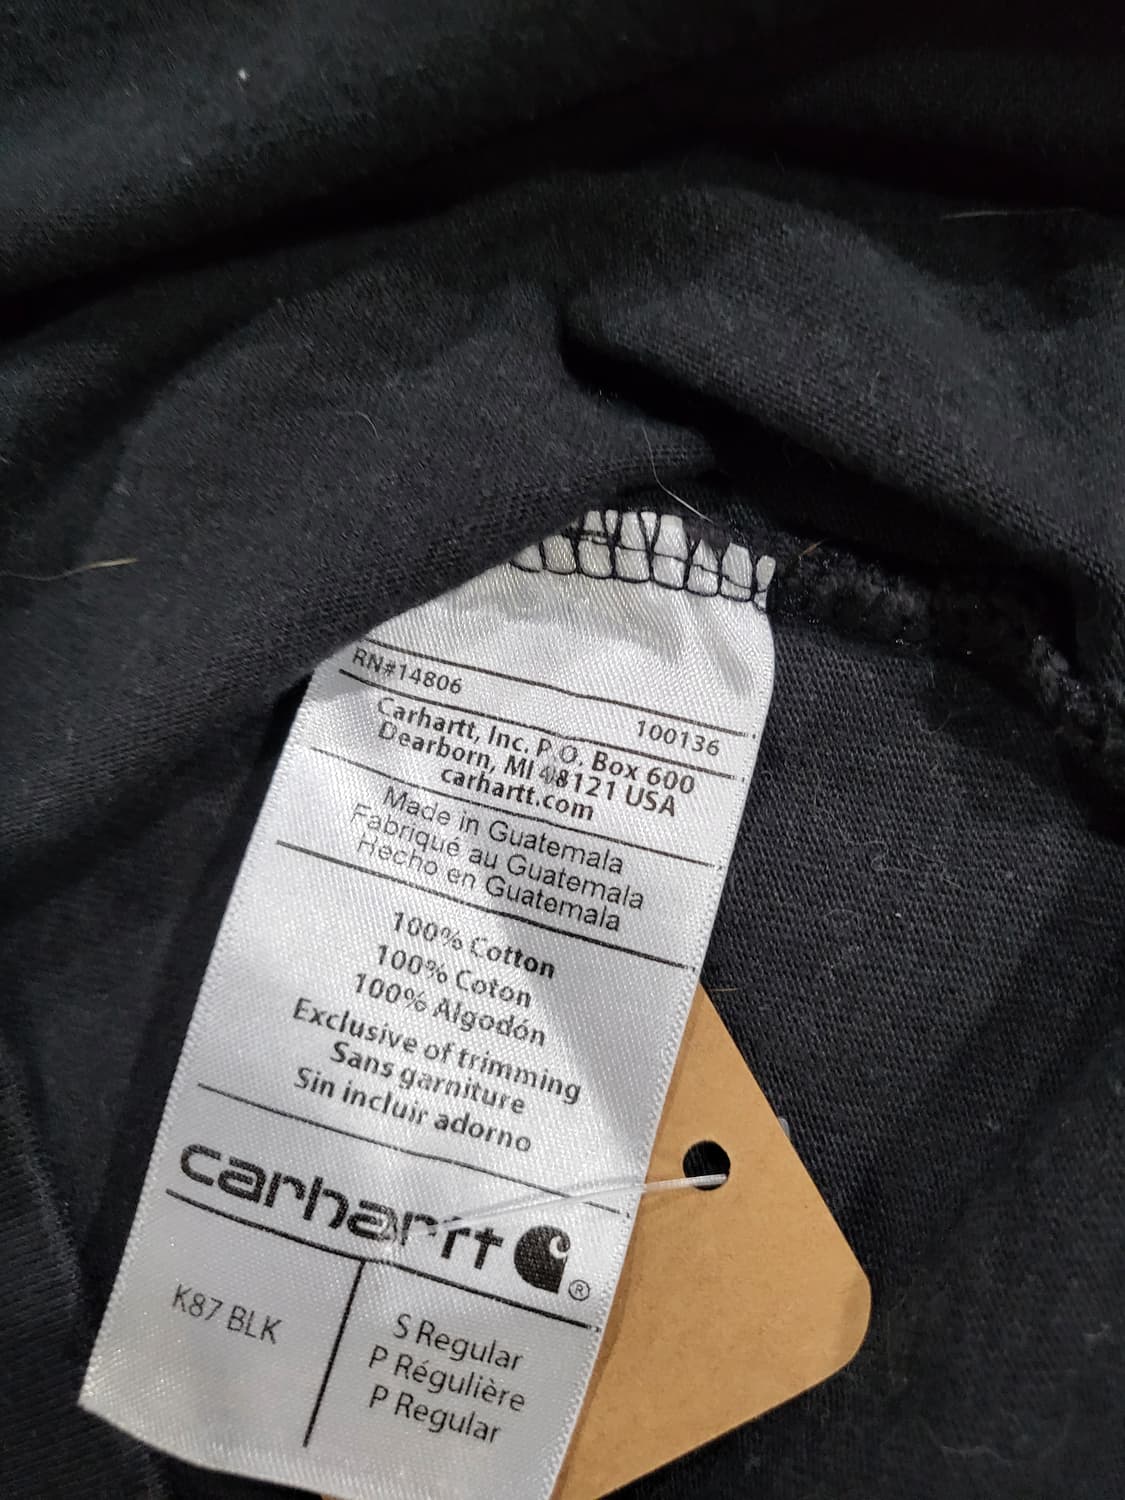 RN#14806
100136
Carhartt, Inc. P.O. Box 600
Dearborn, MI 48121 USA
carhartt.com
Made in Guatemala
Fabriqué au Guatemala
Hecho en Guatemala
100% Cotton
100% Coton
100% Algodón
Exclusive of trimming
Sans garniture
Sin incluir adorno
carhartt ®
K87 BLK
S Regular
P Régulière
P Regular